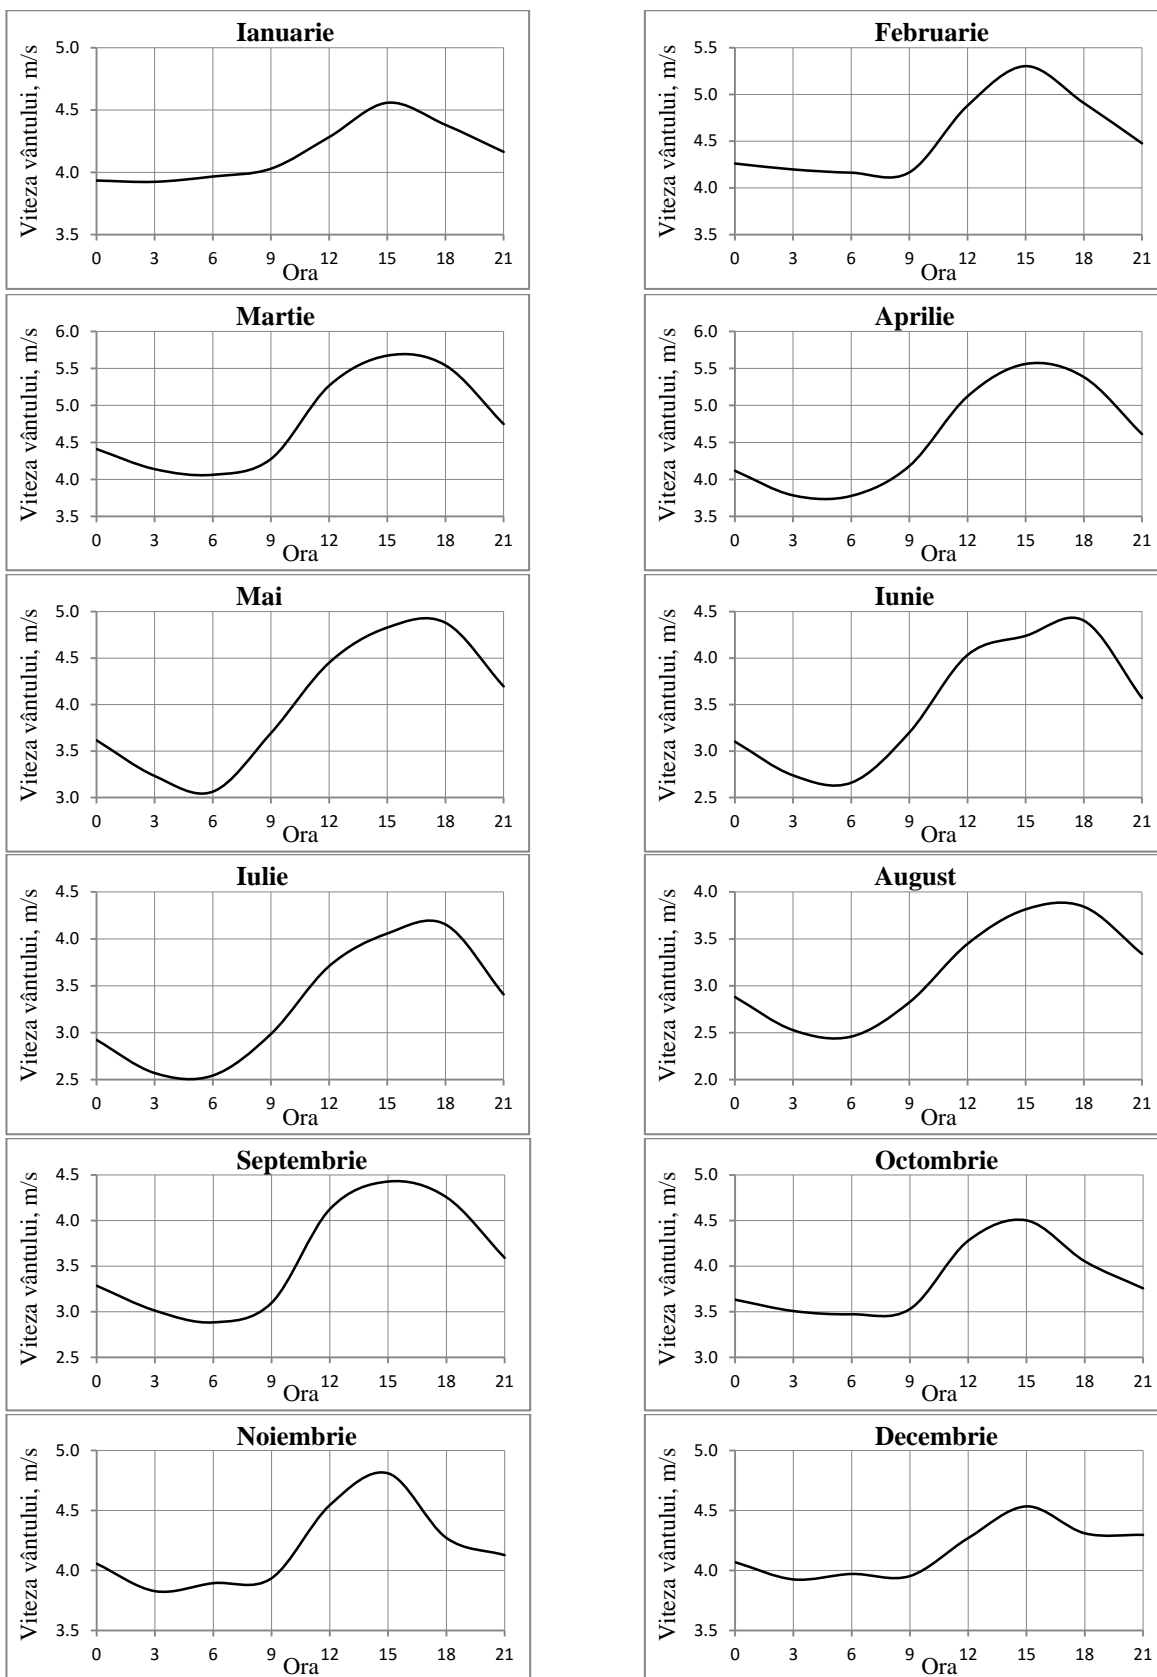 Ianuarie
Viteza vântului, m/s
5.0
4.5
4.0
3.5
0 3 6 9 12 15 18 21
Ora
Februarie
Viteza vântului, m/s
5.5
5.0
4.5
4.0
3.5
0 3 6 9 12 15 18 21
Ora
Martie
Viteza vântului, m/s
6.0
5.5
5.0
4.5
4.0
3.5
0 3 6 9 12 15 18 21
Ora
Aprilie
Viteza vântului, m/s
6.0
5.5
5.0
4.5
4.0
3.5
0 3 6 9 12 15 18 21
Ora
Mai
Viteza vântului, m/s
5.0
4.5
4.0
3.5
3.0
0 3 6 9 12 15 18 21
Ora
Iunie
Viteza vântului, m/s
4.5
4.0
3.5
3.0
2.5
0 3 6 9 12 15 18 21
Ora
Iulie
Viteza vântului, m/s
4.5
4.0
3.5
3.0
2.5
0 3 6 9 12 15 18 21
Ora
August
Viteza vântului, m/s
4.0
3.5
3.0
2.5
2.0
0 3 6 9 12 15 18 21
Ora
Septembrie
Viteza vântului, m/s
4.5
4.0
3.5
3.0
2.5
0 3 6 9 12 15 18 21
Ora
Octombrie
Viteza vântului, m/s
5.0
4.5
4.0
3.5
3.0
0 3 6 9 12 15 18 21
Ora
Noiembrie
Viteza vântului, m/s
5.0
4.5
4.0
3.5
0 3 6 9 12 15 18 21
Ora
Decembrie
Viteza vântului, m/s
5.0
4.5
4.0
3.5
0 3 6 9 12 15 18 21
Ora